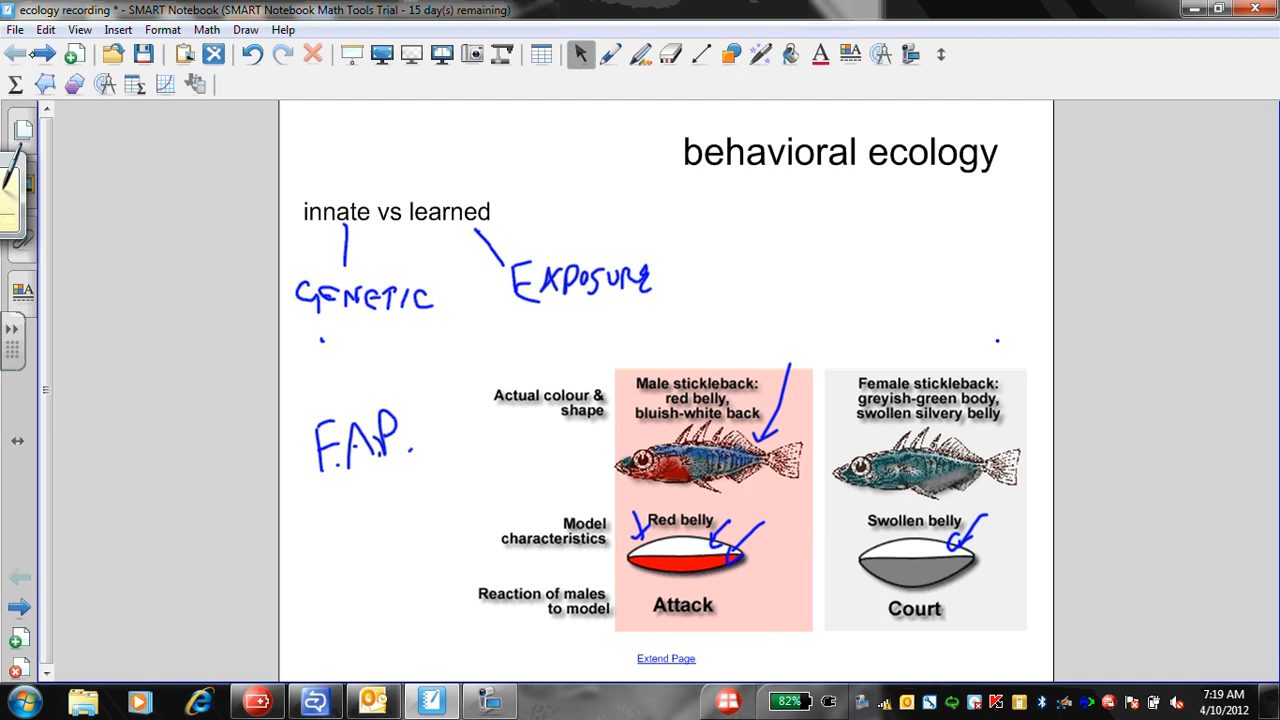 ecology recording * - SMART Notebook (SMART Notebook Math Tools Trial - 15 day(s) remaining)
File Edit View Insert Format Math Draw Help
behavioral ecology
innate vs learned
GENETIC
EXPOSURE
F.A.P.
Actual colour &
shape
Male stickleback:
red belly,
bluish-white back
Female stickleback:
greyish-green body,
swollen silvery belly
Model
characteristics
Red belly
Swollen belly
Reaction of males
to model
Attack
Court
Extend Page
82%
7:19 AM
4/10/2012